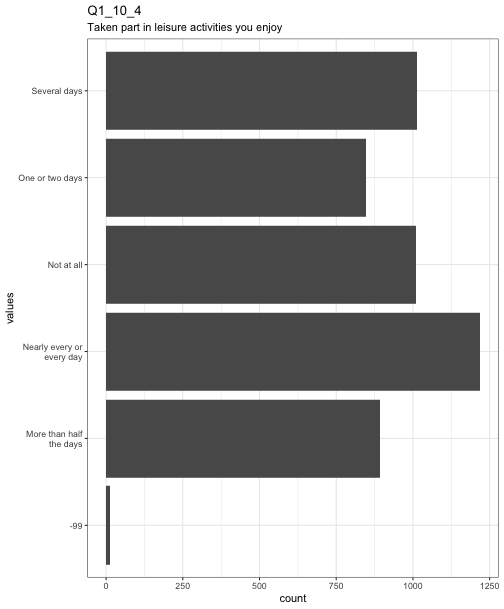 Q1_10_4
Taken part in leisure activities you enjoy
Several days
One or two days
Not at all
Nearly every or
every day
More than half
the days
-99
values
0 250 500 750 1000 1250
count